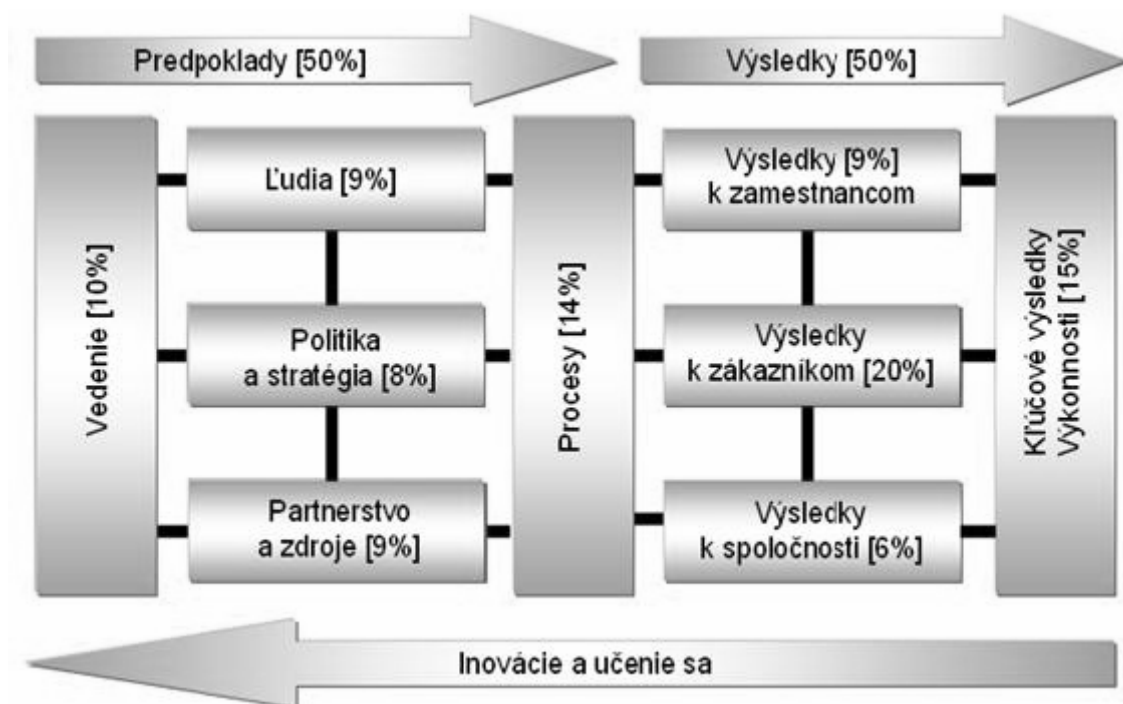 Predpoklady [50%]
Výsledky [50%]
Vedenie [10%]
Ľudia [9%]
Politika
a stratégia [8%]
Partnerstvo
a zdroje [9%]
Procesy [14%]
Výsledky [9%]
k zamestnancom
Výsledky
k zákazníkom [20%]
Výsledky
k spoločnosti [6%]
Kľúčové výsledky
Výkonnosti [15%]
Inovácie a učenie sa